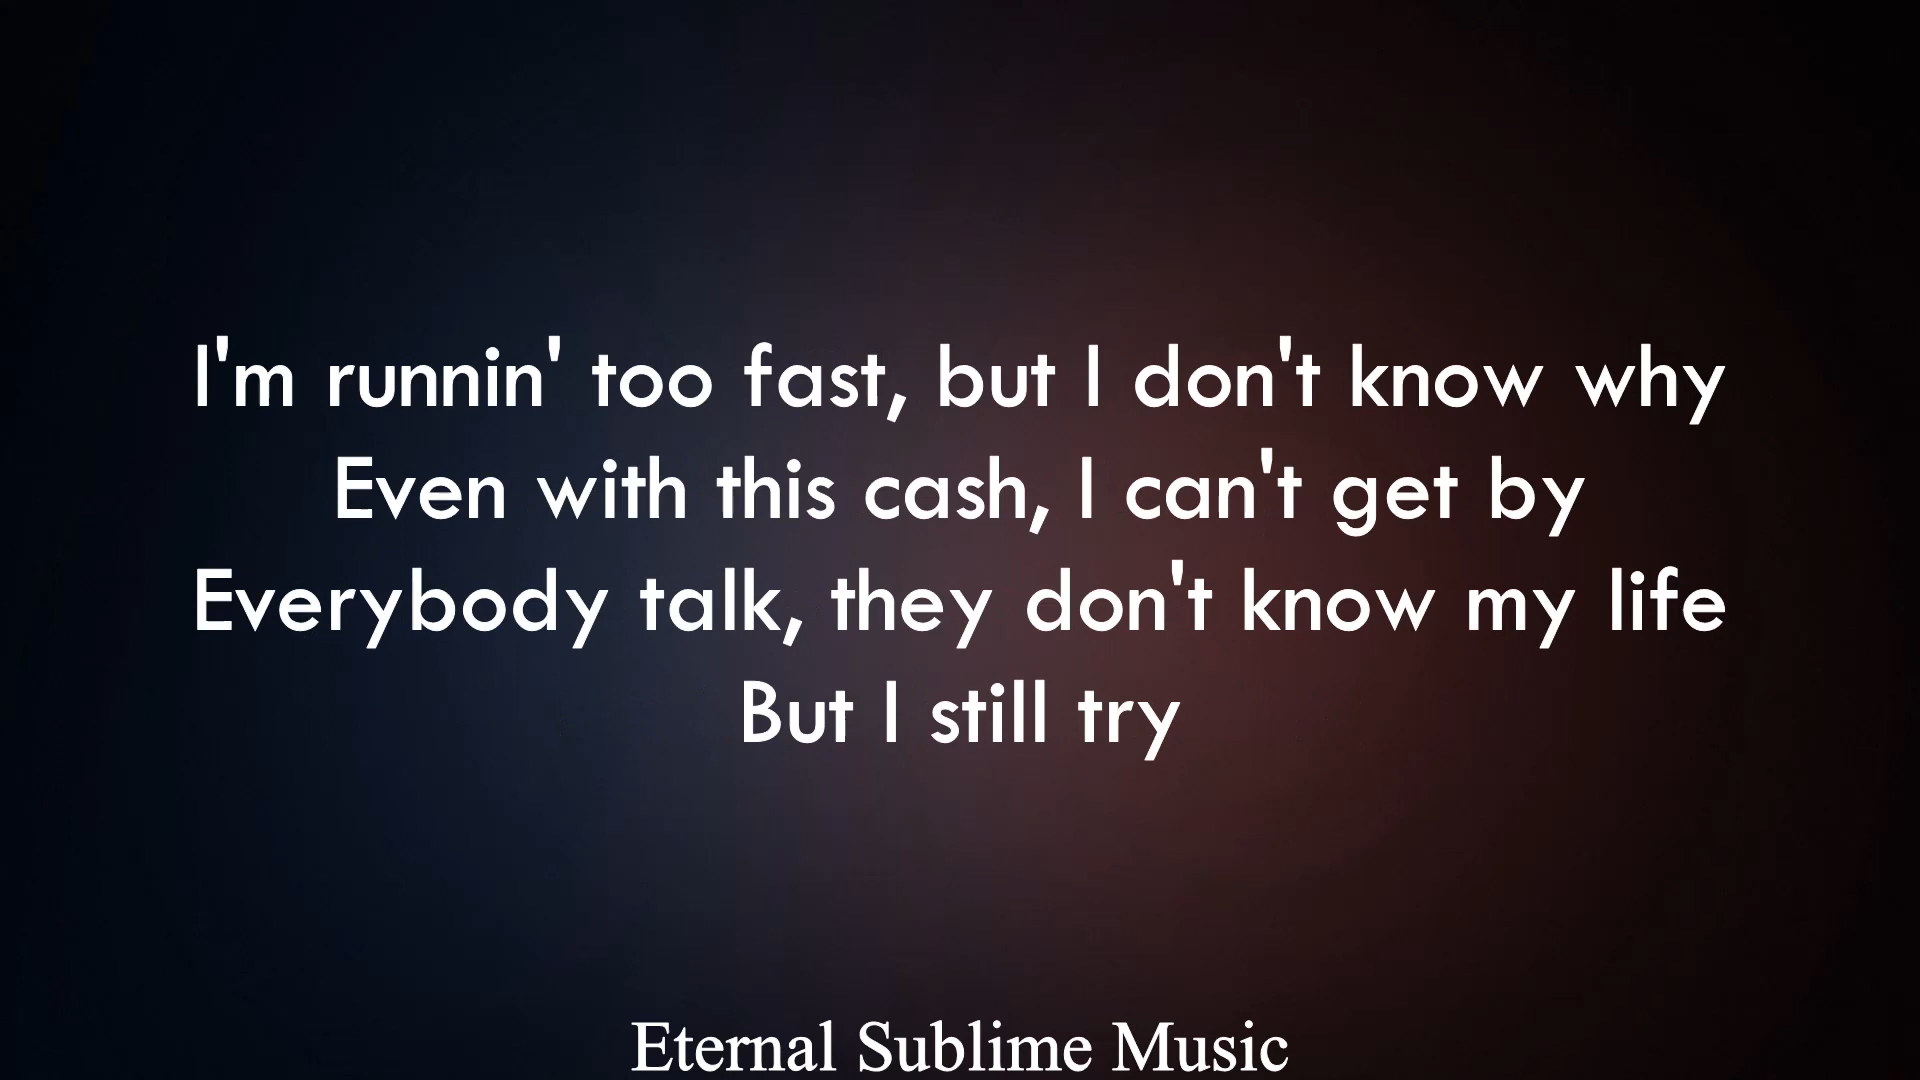 I'm runnin' too fast, but I don't know why
Even with this cash, I can't get by
Everybody talk, they don't know my life
But I still try
Eternal Sublime Music